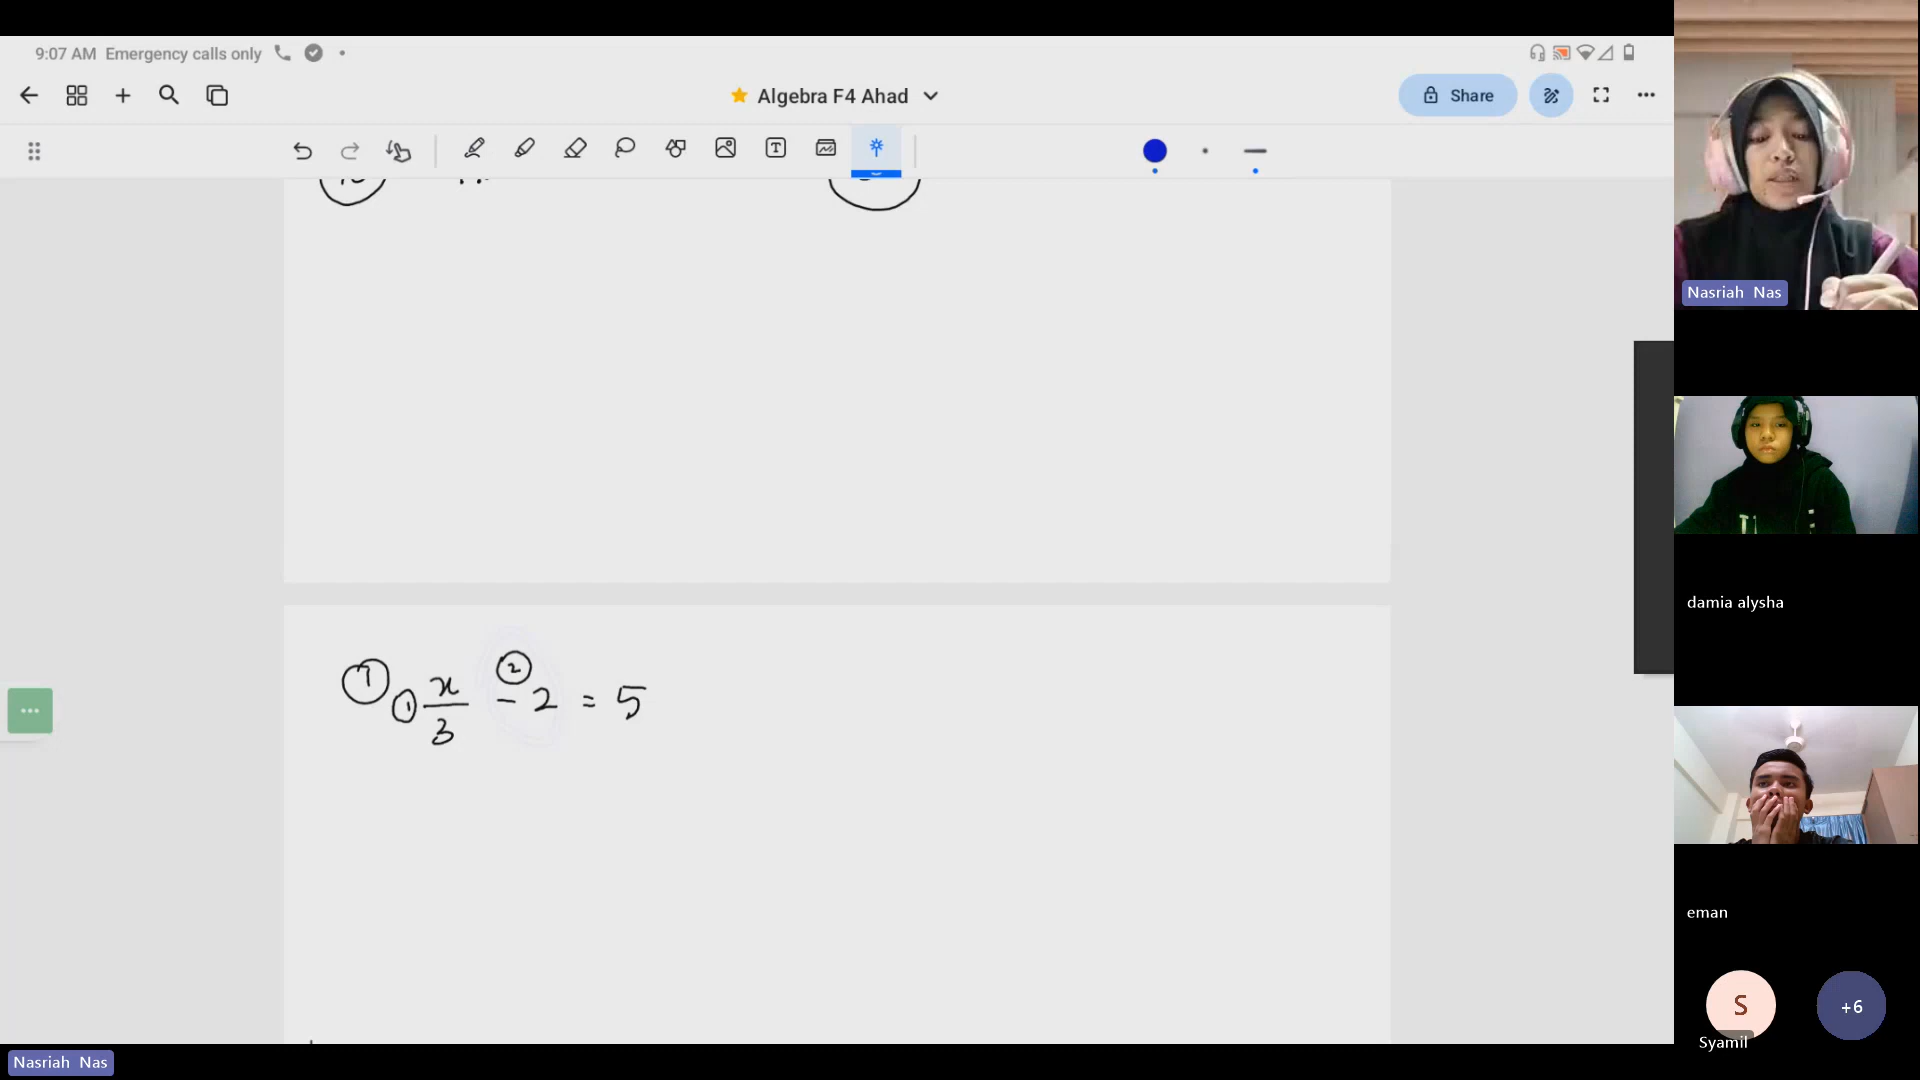 9:07 AM Emergency calls only
Algebra F4 Ahad
Share
Nasriah Nas
① x/3 ② - 2 = 5
damia alysha
eman
S
+6
Syamil
Nasriah Nas